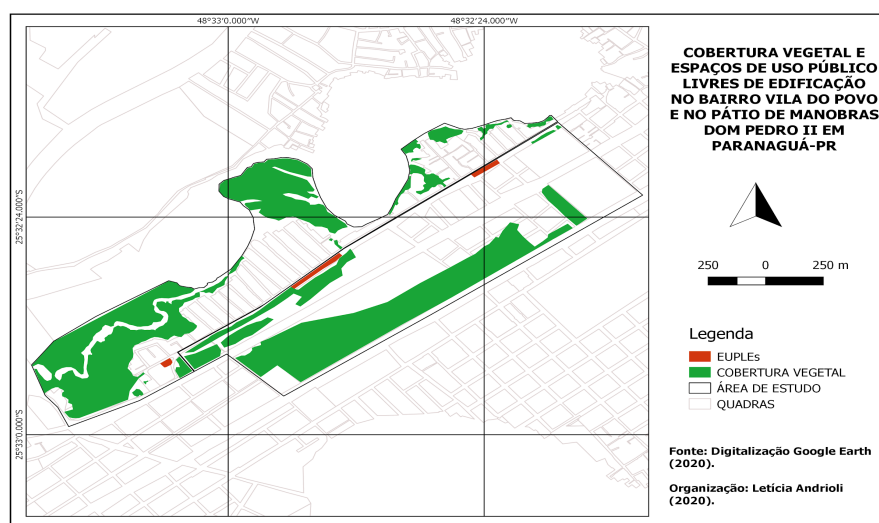 48°33'0.000"W
48°32'24.000"W
25°32'24.000"S
25°33'0.000"S
COBERTURA VEGETAL E
ESPAÇOS DE USO PÚBLICO
LIVRES DE EDIFICAÇÃO
NO BAIRRO VILA DO POVO
E NO PÁTIO DE MANOBRAS
DOM PEDRO II EM
PARANAGUÁ-PR
250 0 250 m
Legenda
EUPLEs
COBERTURA VEGETAL
ÁREA DE ESTUDO
QUADRAS
Fonte: Digitalização Google Earth
(2020).
Organização: Letícia Andrioli
(2020).